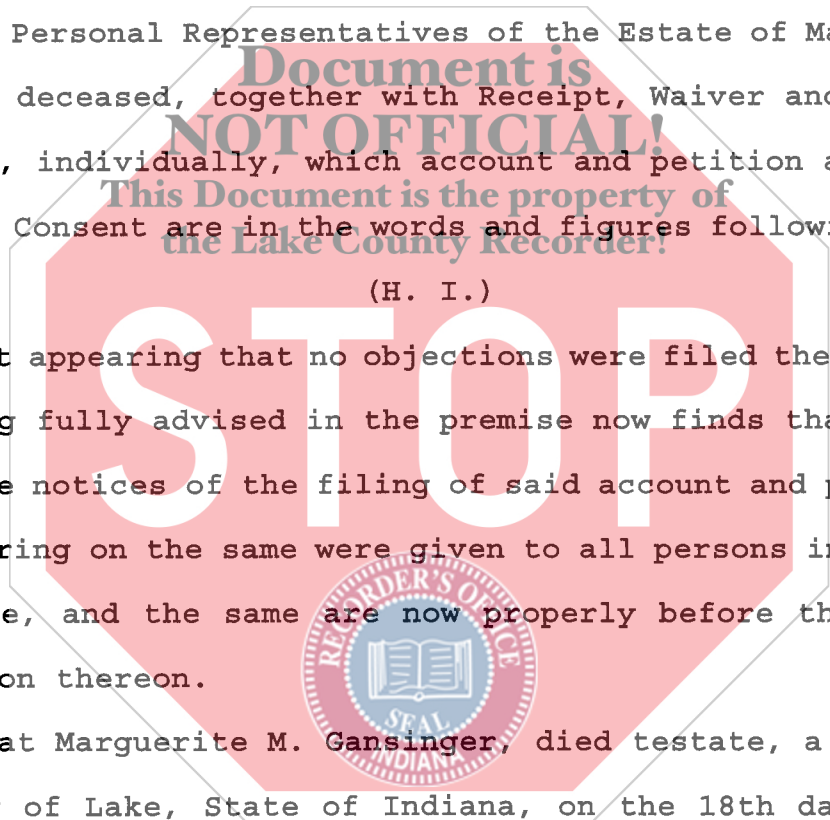 Personal Representatives of the Estate of Ma
Document is
deceased, together with Receipt, Waiver and
NOT OFFICIAL!
, individually, which account and petition a
This Document is the property of
Consent are in the words and figures followi
the Lake County Recorder!
(H. I.)
STOP
t appearing that no objections were filed the
g fully advised in the premise now finds tha
e notices of the filing of said account and p
ring on the same were given to all persons in
RECORDER'S OFFICE
e, and the same are now properly before th
on thereon.
SEAL
at Marguerite M. Gansinger, died testate, a
INDIANA
of Lake, State of Indiana, on the 18th da